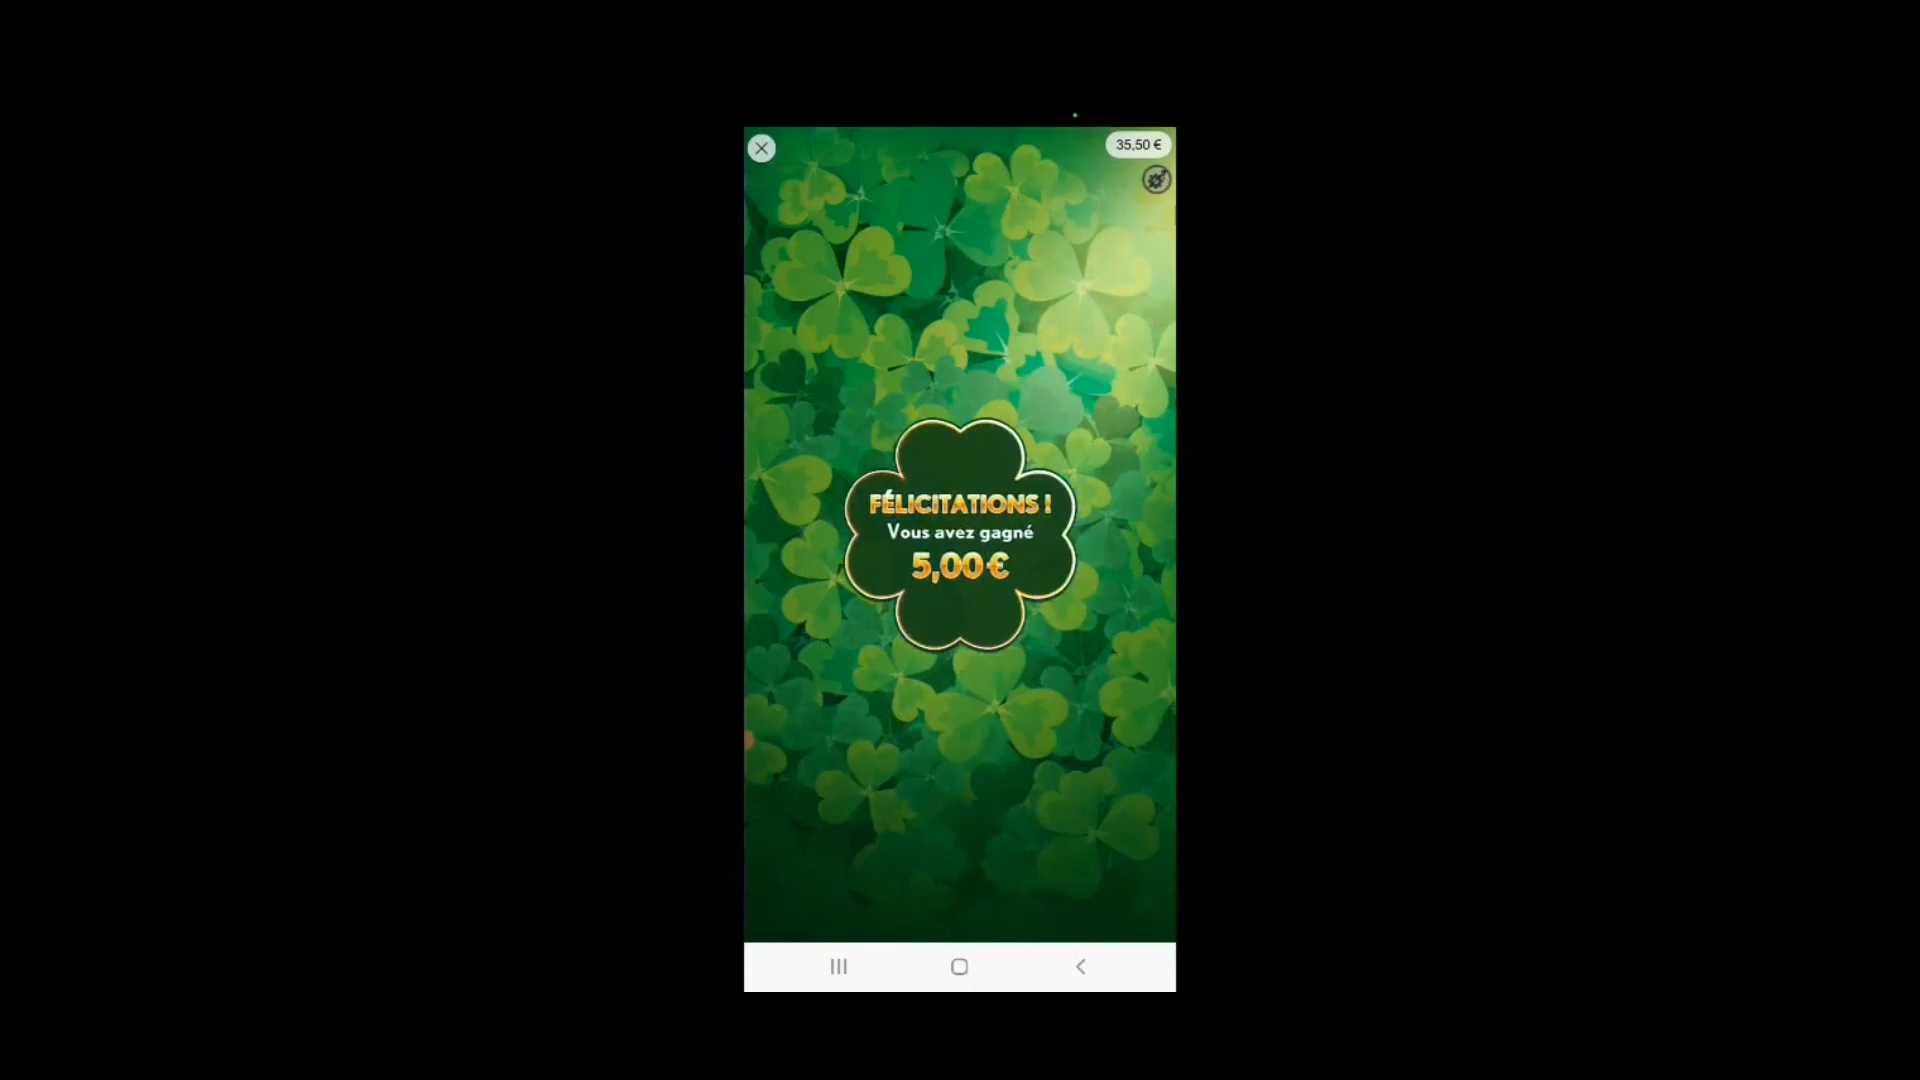 35,50 €
FÉLICITATIONS !
Vous avez gagné
5,00 €